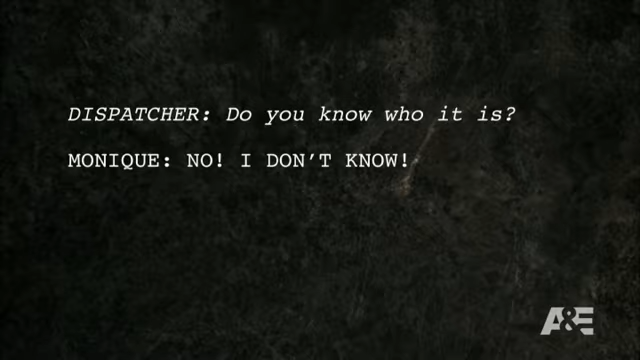 DISPATCHER: Do you know who it is?
MONIQUE: NO! I DON’T KNOW!
A&E